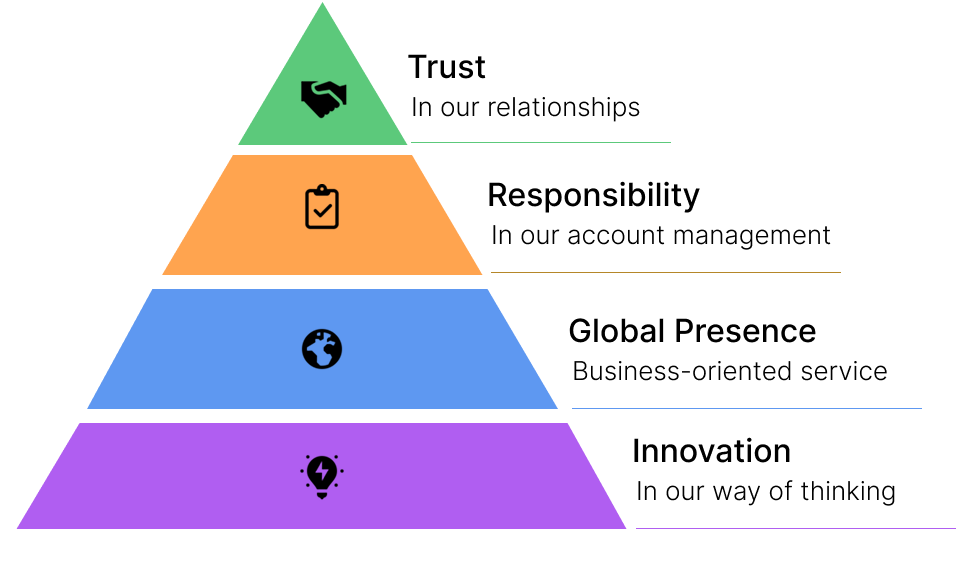 Trust
In our relationships
Responsibility
In our account management
Global Presence
Business-oriented service
Innovation
In our way of thinking